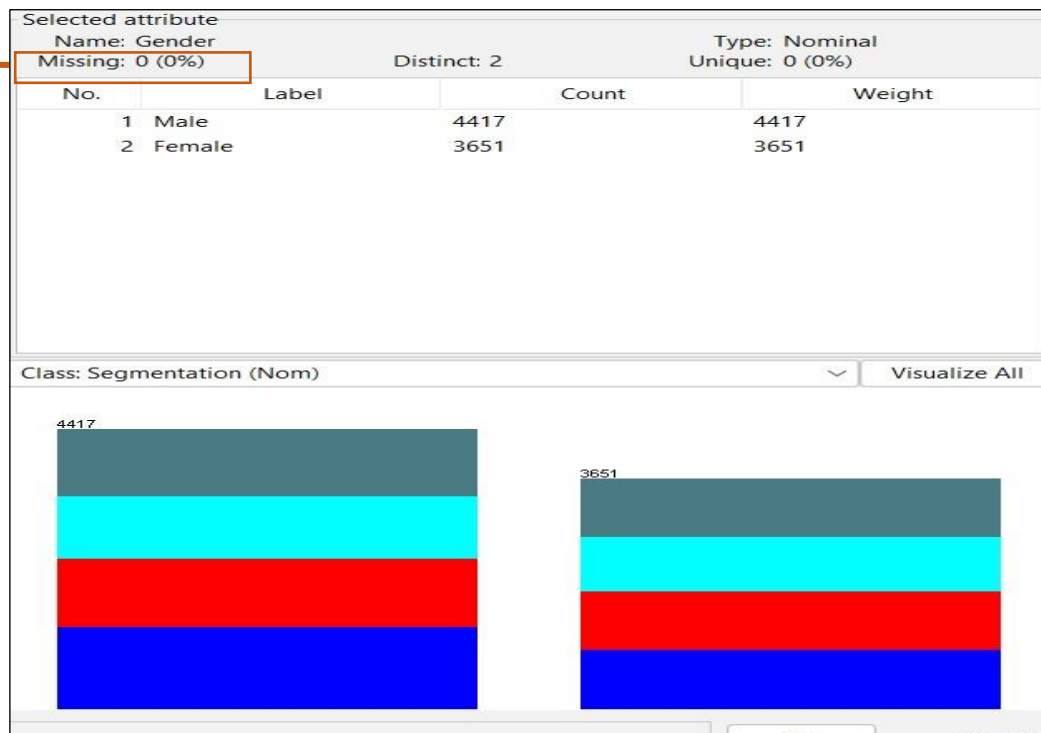 Selected attribute
Name: Gender Type: Nominal
Missing: 0 (0%) Distinct: 2 Unique: 0 (0%)
No. Label Count Weight
1 Male 4417 4417
2 Female 3651 3651
Class: Segmentation (Nom) Visualize All
4417
3651